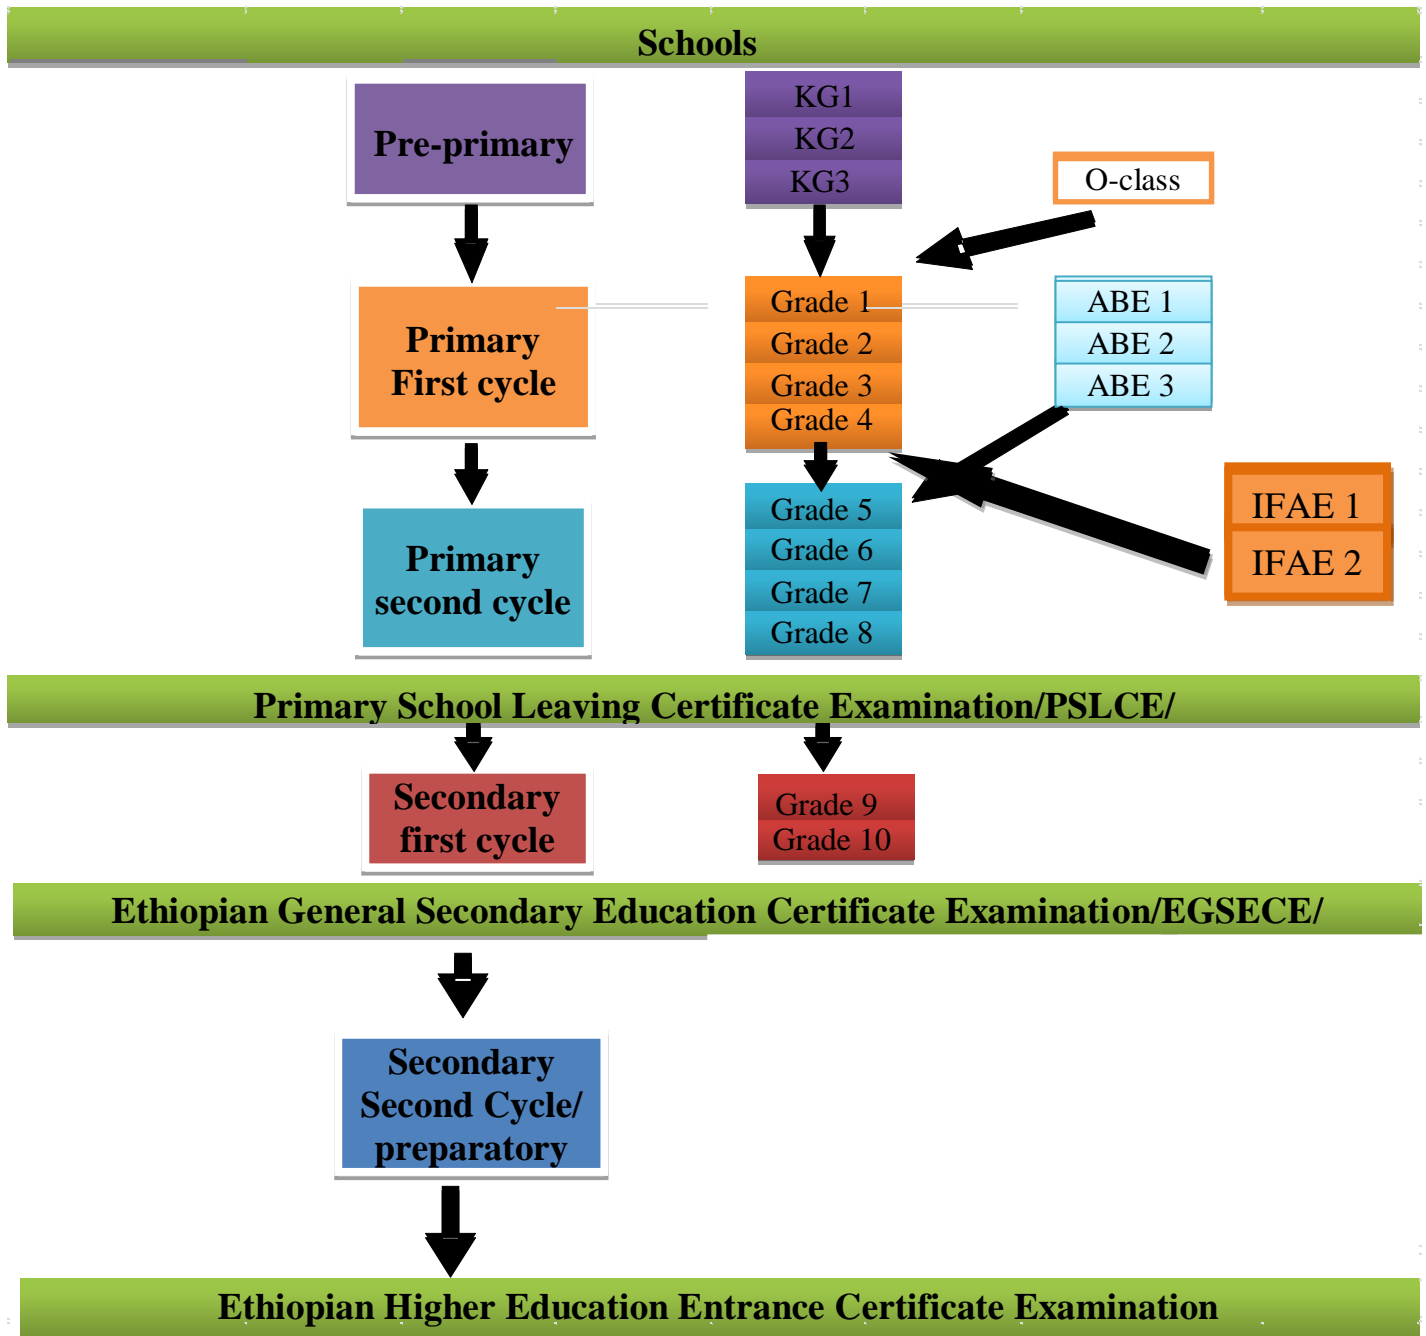 Schools
Pre-primary
KG1
KG2
KG3
O-class
Primary
First cycle
Grade 1
Grade 2
Grade 3
Grade 4
ABE 1
ABE 2
ABE 3
Primary
second cycle
Grade 5
Grade 6
Grade 7
Grade 8
IFAE 1
IFAE 2
Primary School Leaving Certificate Examination/PSLCE/
Secondary
first cycle
Grade 9
Grade 10
Ethiopian General Secondary Education Certificate Examination/EGSECE/
Secondary
Second Cycle/
preparatory
Ethiopian Higher Education Entrance Certificate Examination